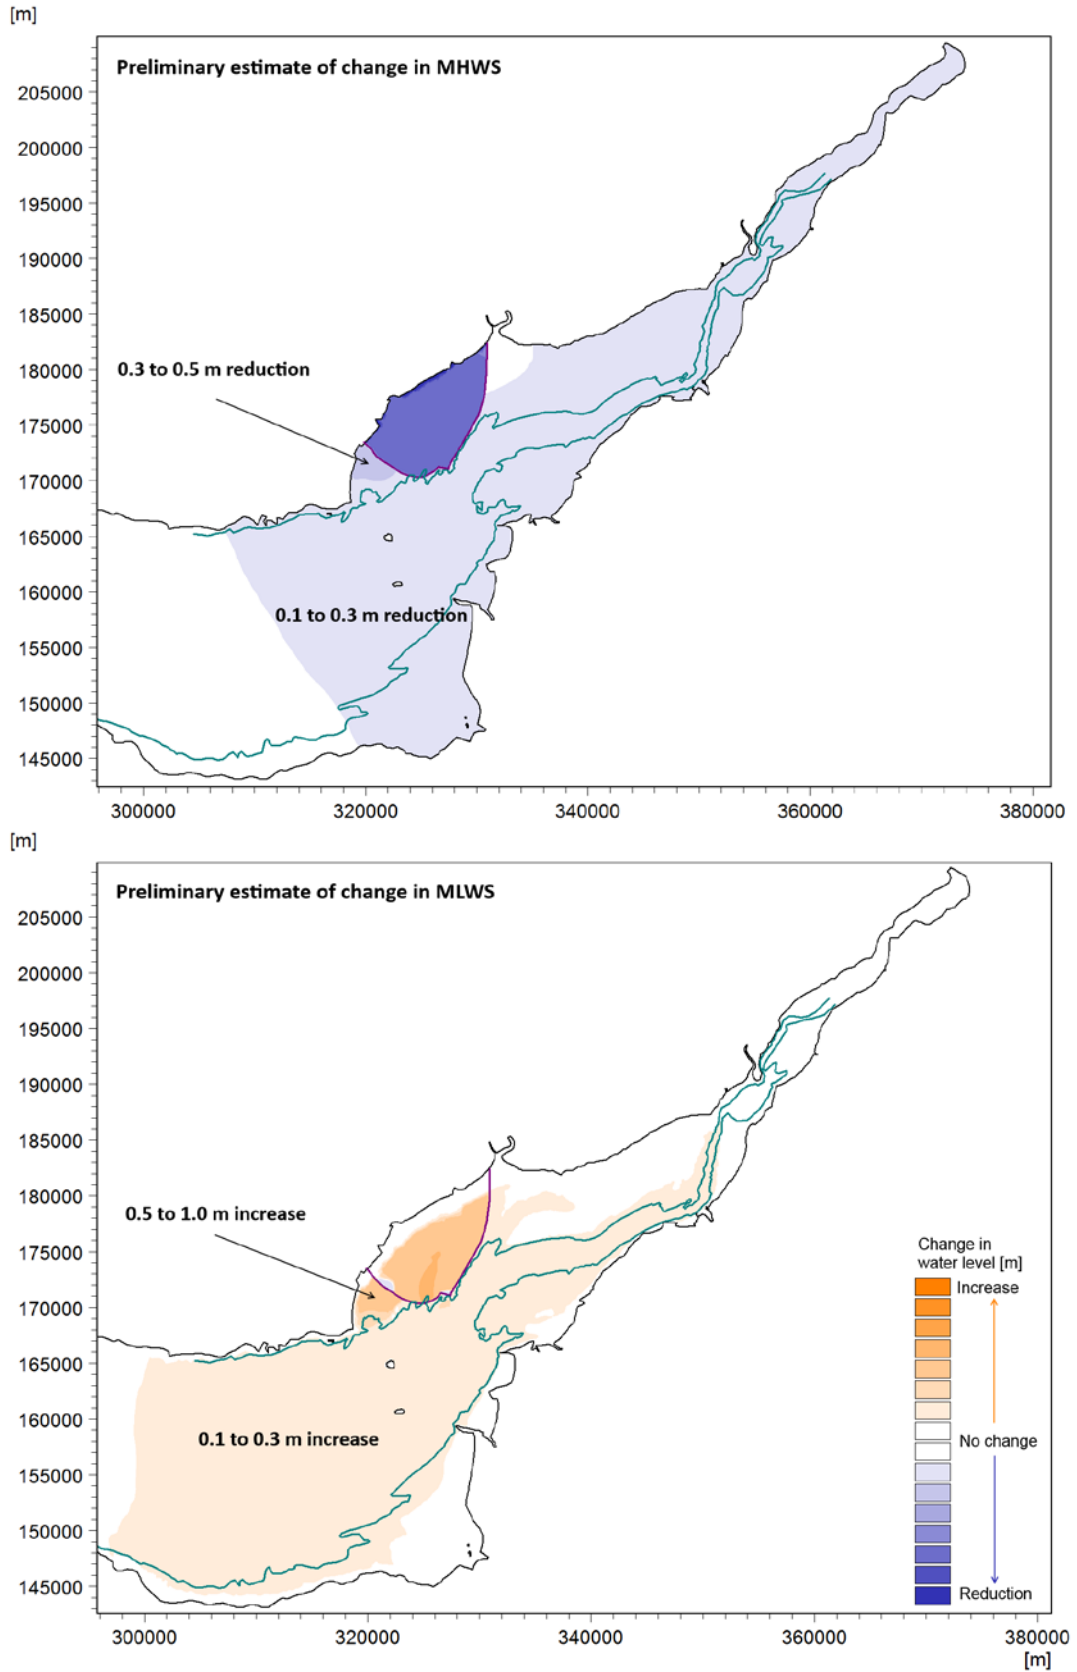 [m]
Preliminary estimate of change in MHWS
205000
200000
195000
190000
185000
180000
0.3 to 0.5 m reduction
175000
170000
165000
160000
0.1 to 0.3 m reduction
155000
150000
145000
300000 320000 340000 360000 380000
[m]
Preliminary estimate of change in MLWS
205000
200000
195000
190000
185000
180000
0.5 to 1.0 m increase
175000
170000
165000
160000
0.1 to 0.3 m increase
155000
150000
145000
Change in
water level [m]
Increase
No change
Reduction
300000 320000 340000 360000 380000
[m]